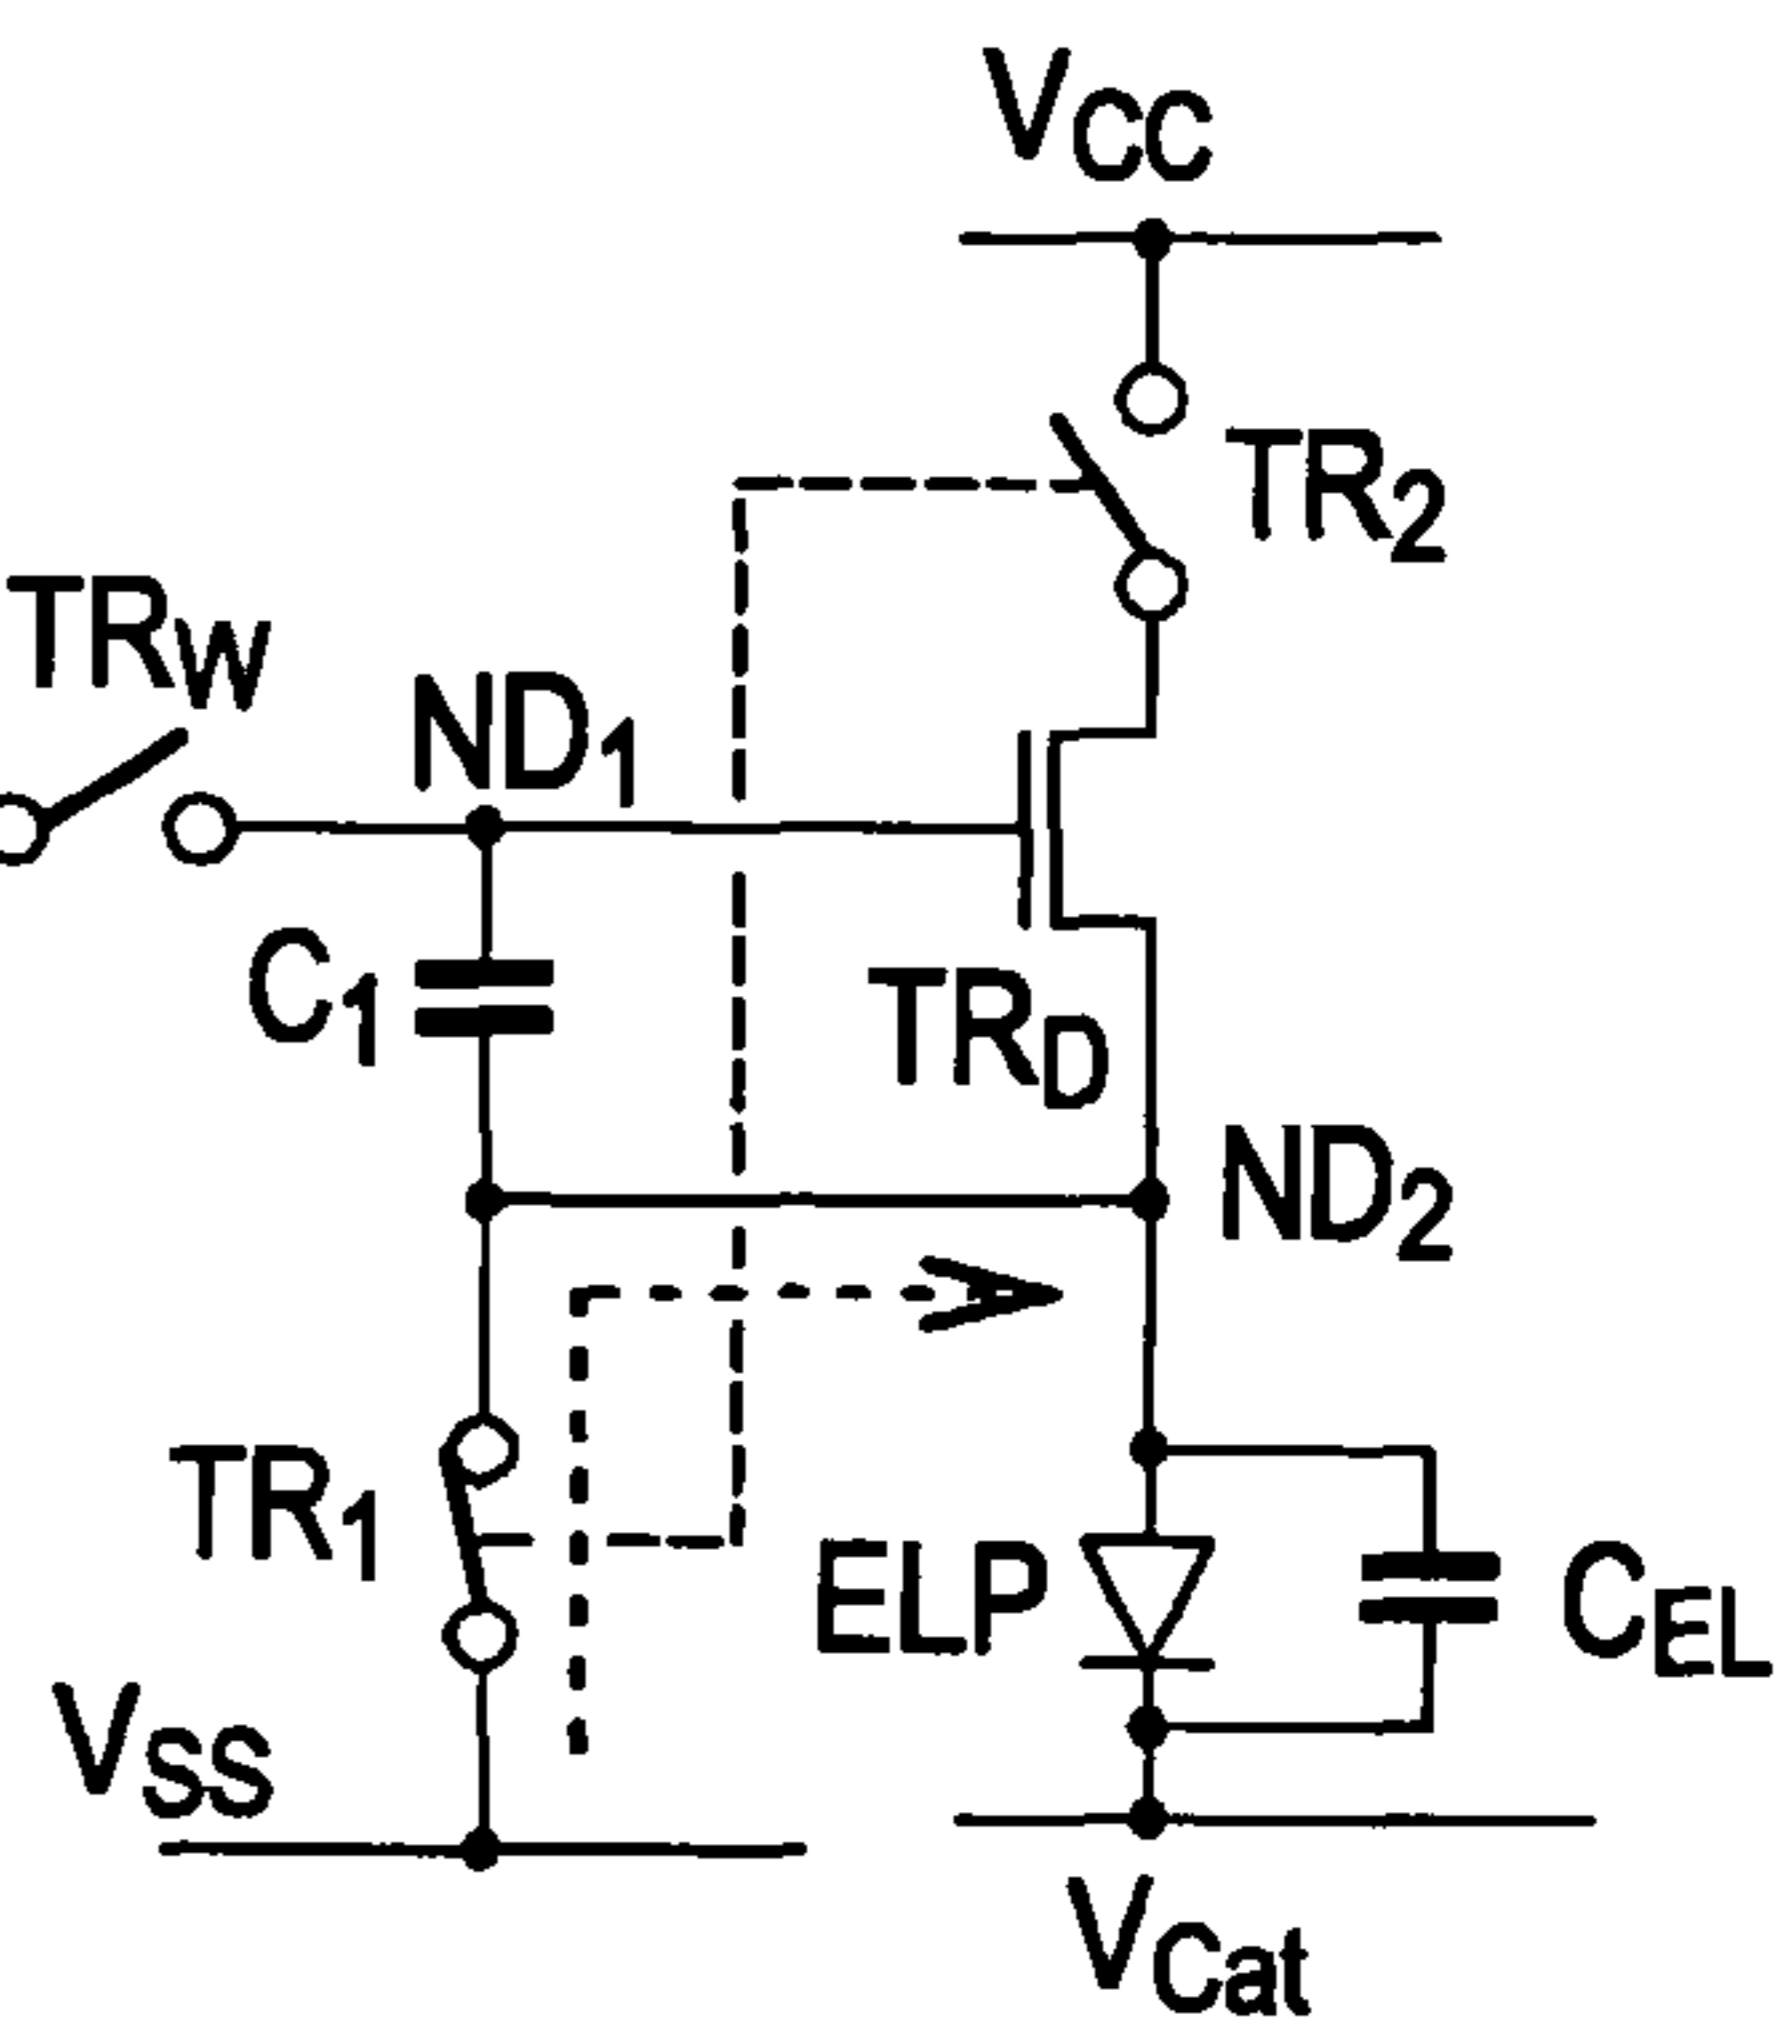 VCC
TR2
TRW
ND1
C1
TRD
ND2
TR1
ELP
CEL
VSS
VCat